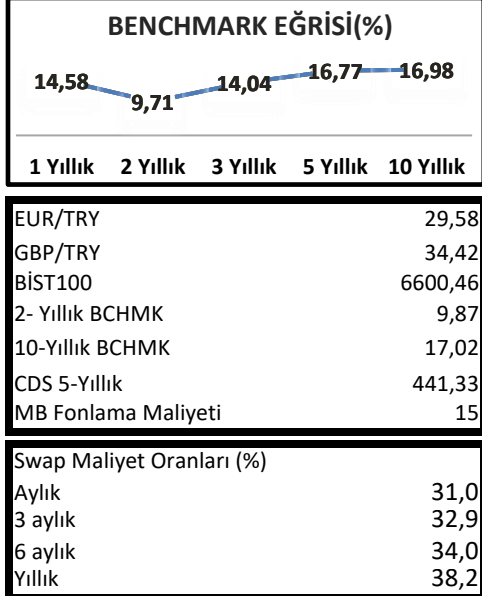 BENCHMARK EĞRİSİ(%)
14,58 9,71 14,04 16,77 16,98
1 Yıllık 2 Yıllık 3 Yıllık 5 Yıllık 10 Yıllık
EUR/TRY 29,58
GBP/TRY 34,42
BİST100 6600,46
2- Yıllık BCHMK 9,87
10-Yıllık BCHMK 17,02
CDS 5-Yıllık 441,33
MB Fonlama Maliyeti 15
Swap Maliyet Oranları (%)
Aylık 31,0
3 aylık 32,9
6 aylık 34,0
Yıllık 38,2